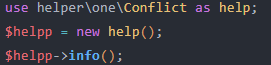 use helper\one\Conflict as help;
$helpp = new help();
$helpp->info();